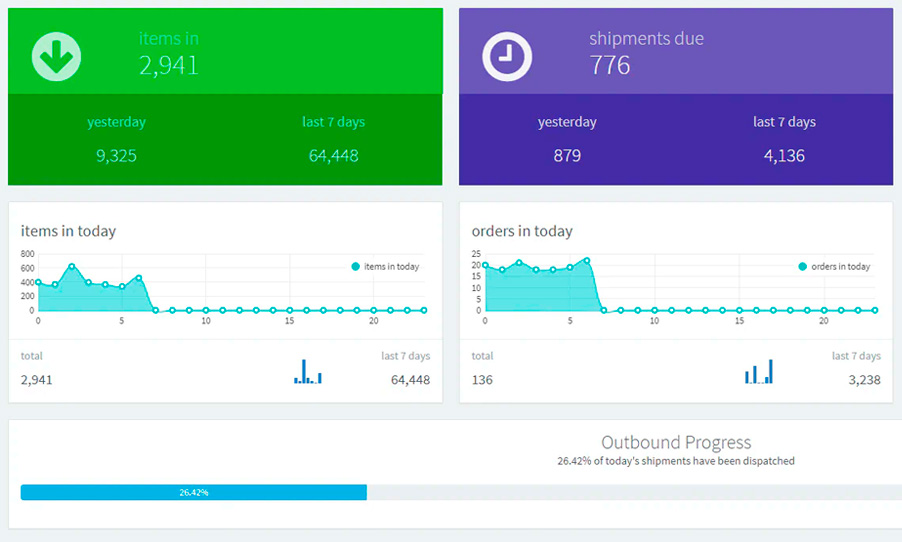 items in
2,941
yesterday last 7 days
9,325 64,448
shipments due
776
yesterday last 7 days
879 4,136
items in today
800
600
400
200
0
items in today
0 5 10 15 20
total last 7 days
2,941 64,448
orders in today
25
20
15
10
5
0
orders in today
0 5 10 15 20
total last 7 days
136 3,238
Outbound Progress
26.42% of today's shipments have been dispatched
26.42%